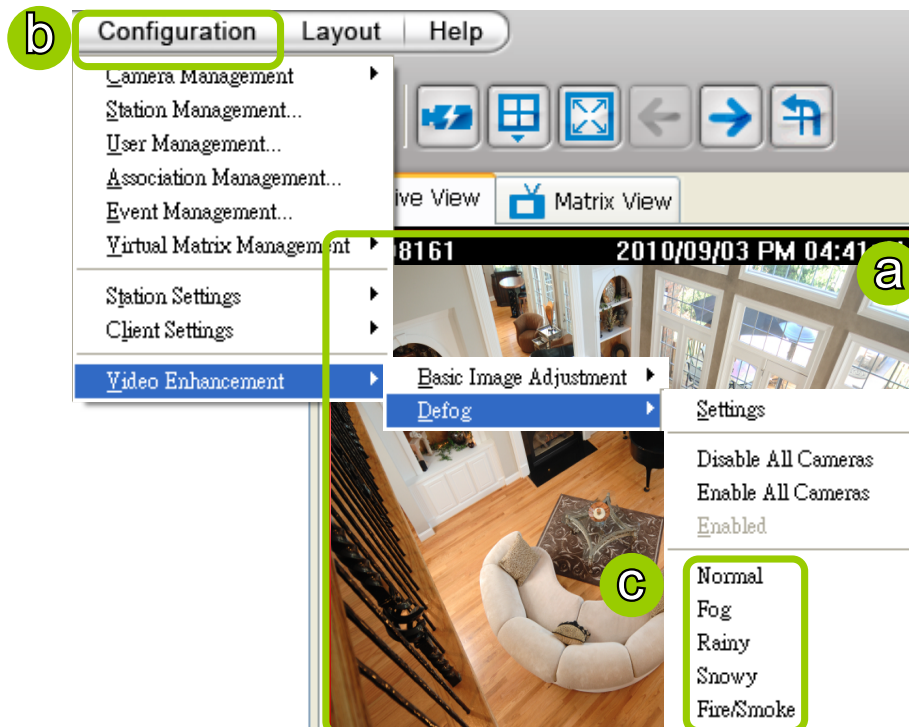 b
Configuration Layout Help
Camera Management
Station Management...
User Management...
Association Management...
Event Management...
Virtual Matrix Management
Station Settings
Client Settings
Video Enhancement
ive View Matrix View
8161 2010/09/03 PM 04:41
a
Basic Image Adjustment
Defog
Settings
Disable All Cameras
Enable All Cameras
Enabled
c
Normal
Fog
Rainy
Snowy
Fire/Smoke